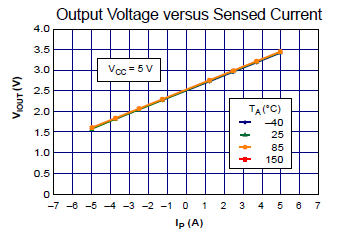 Output Voltage versus Sensed Current
4.0
3.5
3.0
2.5
2.0
1.5
1.0
0.5
0
VIOUT (V)
VCC = 5 V
TA (°C)
–40
25
85
150
–7 –6 –5 –4 –3 –2 –1 0 1 2 3 4 5 6 7
IP (A)